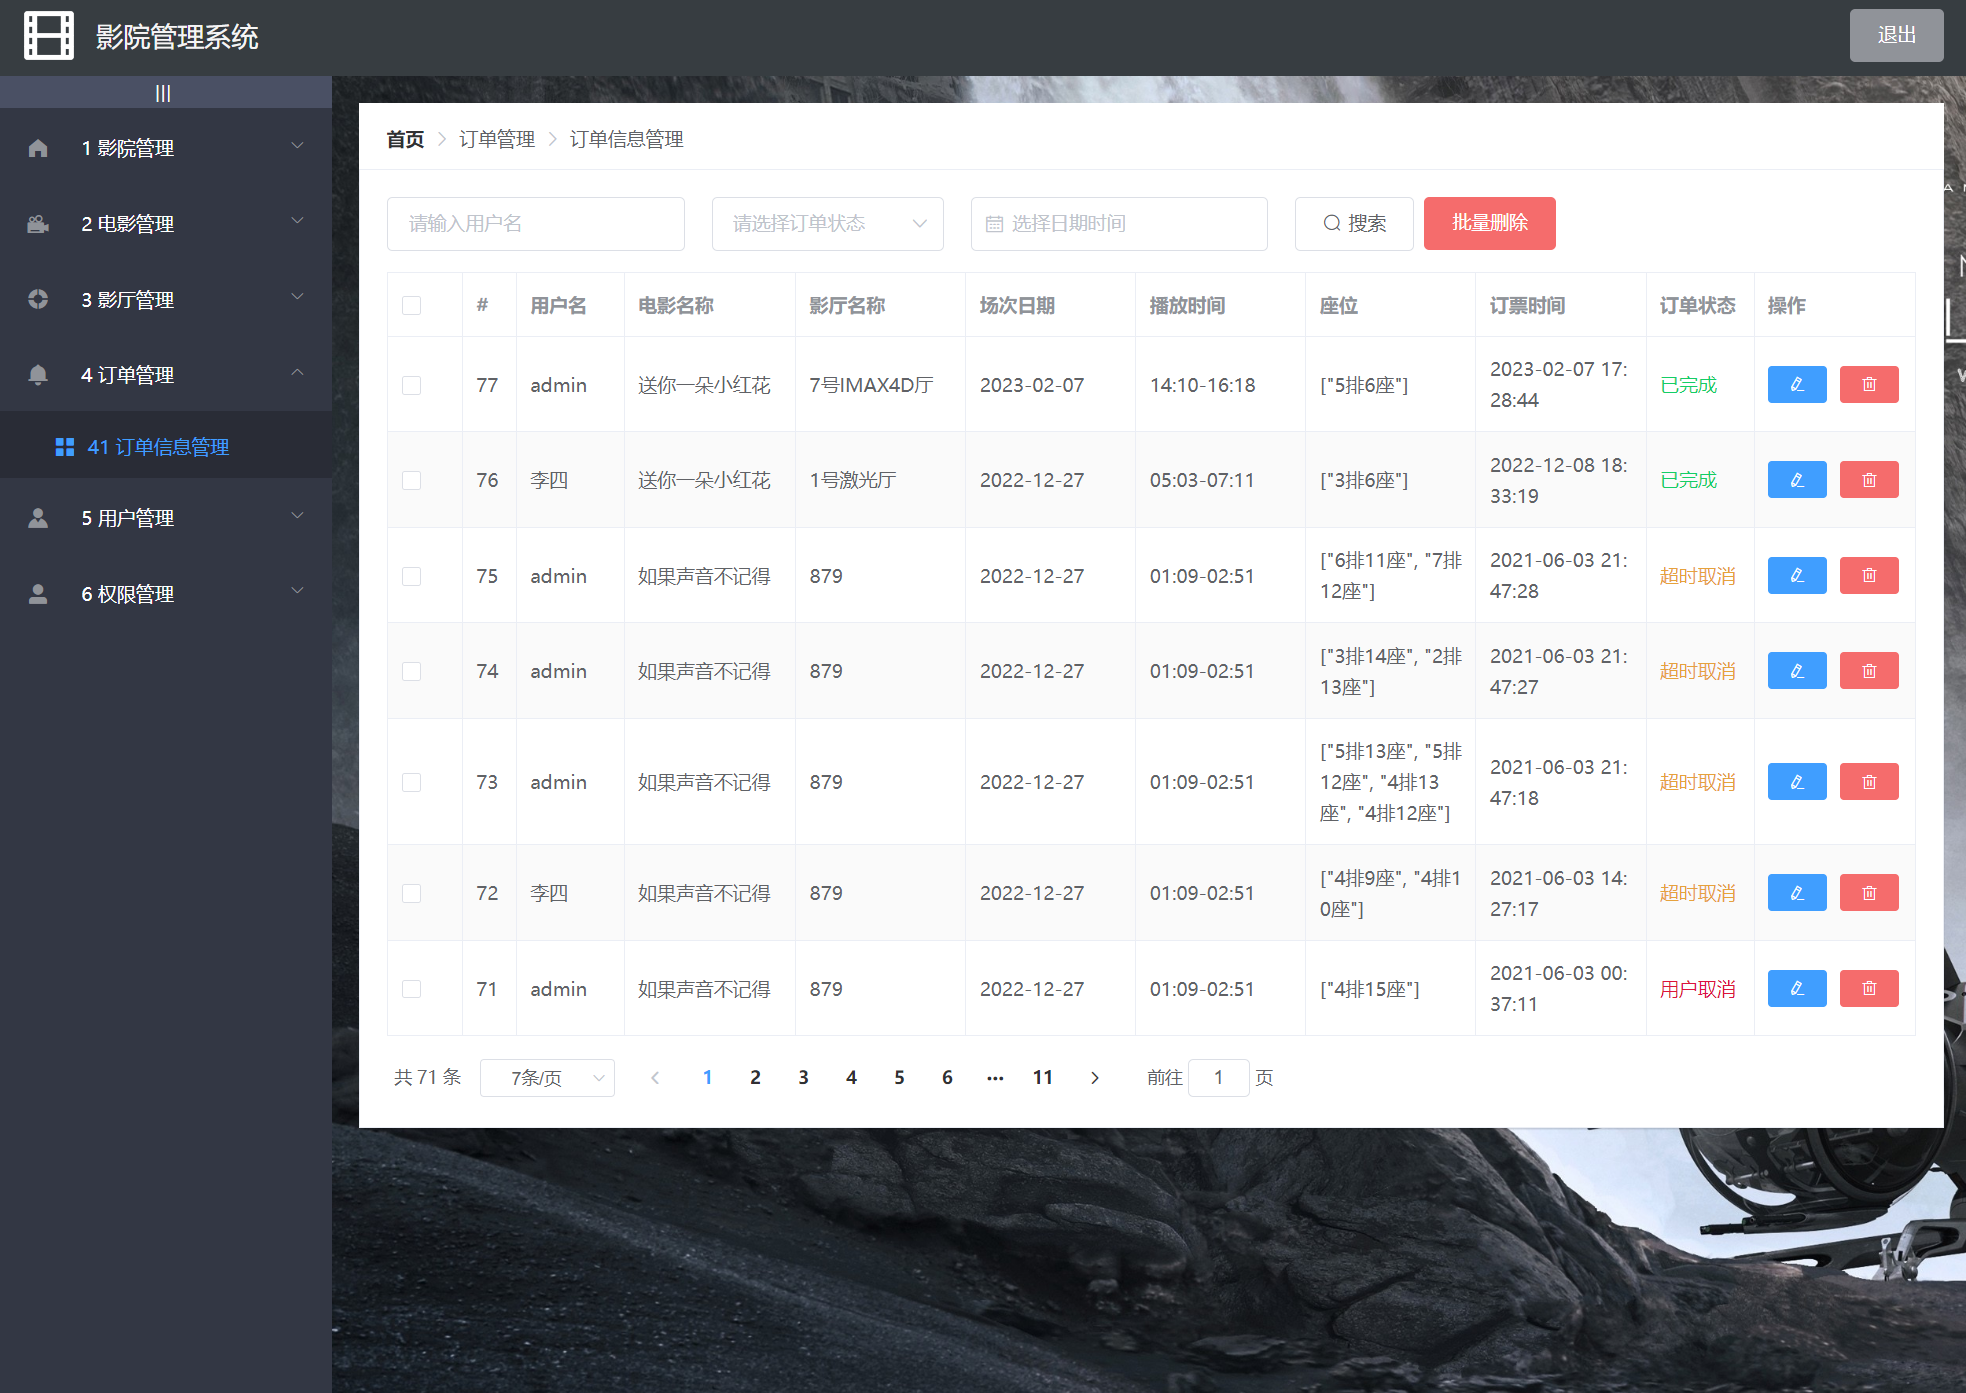 影院管理系统
退出
|||
1 影院管理
2 电影管理
3 影厅管理
4 订单管理
41 订单信息管理
5 用户管理
6 权限管理
首页 > 订单管理 > 订单信息管理
请输入用户名 请选择订单状态 选择日期时间 搜索 批量删除
# 用户名 电影名称 影厅名称 场次日期 播放时间 座位 订票时间 订单状态 操作
77 admin 送你一朵小红花 7号IMAX4D厅 2023-02-07 14:10-16:18 ["5排6座"] 2023-02-07 17:
28:44 已完成
76 李四 送你一朵小红花 1号激光厅 2022-12-27 05:03-07:11 ["3排6座"] 2022-12-08 18:
33:19 已完成
75 admin 如果声音不记得 879 2022-12-27 01:09-02:51 ["6排11座", "7排
12座"] 2021-06-03 21:
47:28 超时取消
74 admin 如果声音不记得 879 2022-12-27 01:09-02:51 ["3排14座", "2排
13座"] 2021-06-03 21:
47:27 超时取消
73 admin 如果声音不记得 879 2022-12-27 01:09-02:51 ["5排13座", "5排
12座", "4排13
座", "4排12座"] 2021-06-03 21:
47:18 超时取消
72 李四 如果声音不记得 879 2022-12-27 01:09-02:51 ["4排9座", "4排1
0座"] 2021-06-03 14:
27:17 超时取消
71 admin 如果声音不记得 879 2022-12-27 01:09-02:51 ["4排15座"] 2021-06-03 00:
37:11 用户取消
共 71 条 7条/页 < 1 2 3 4 5 6 ··· 11 > 前往 1 页